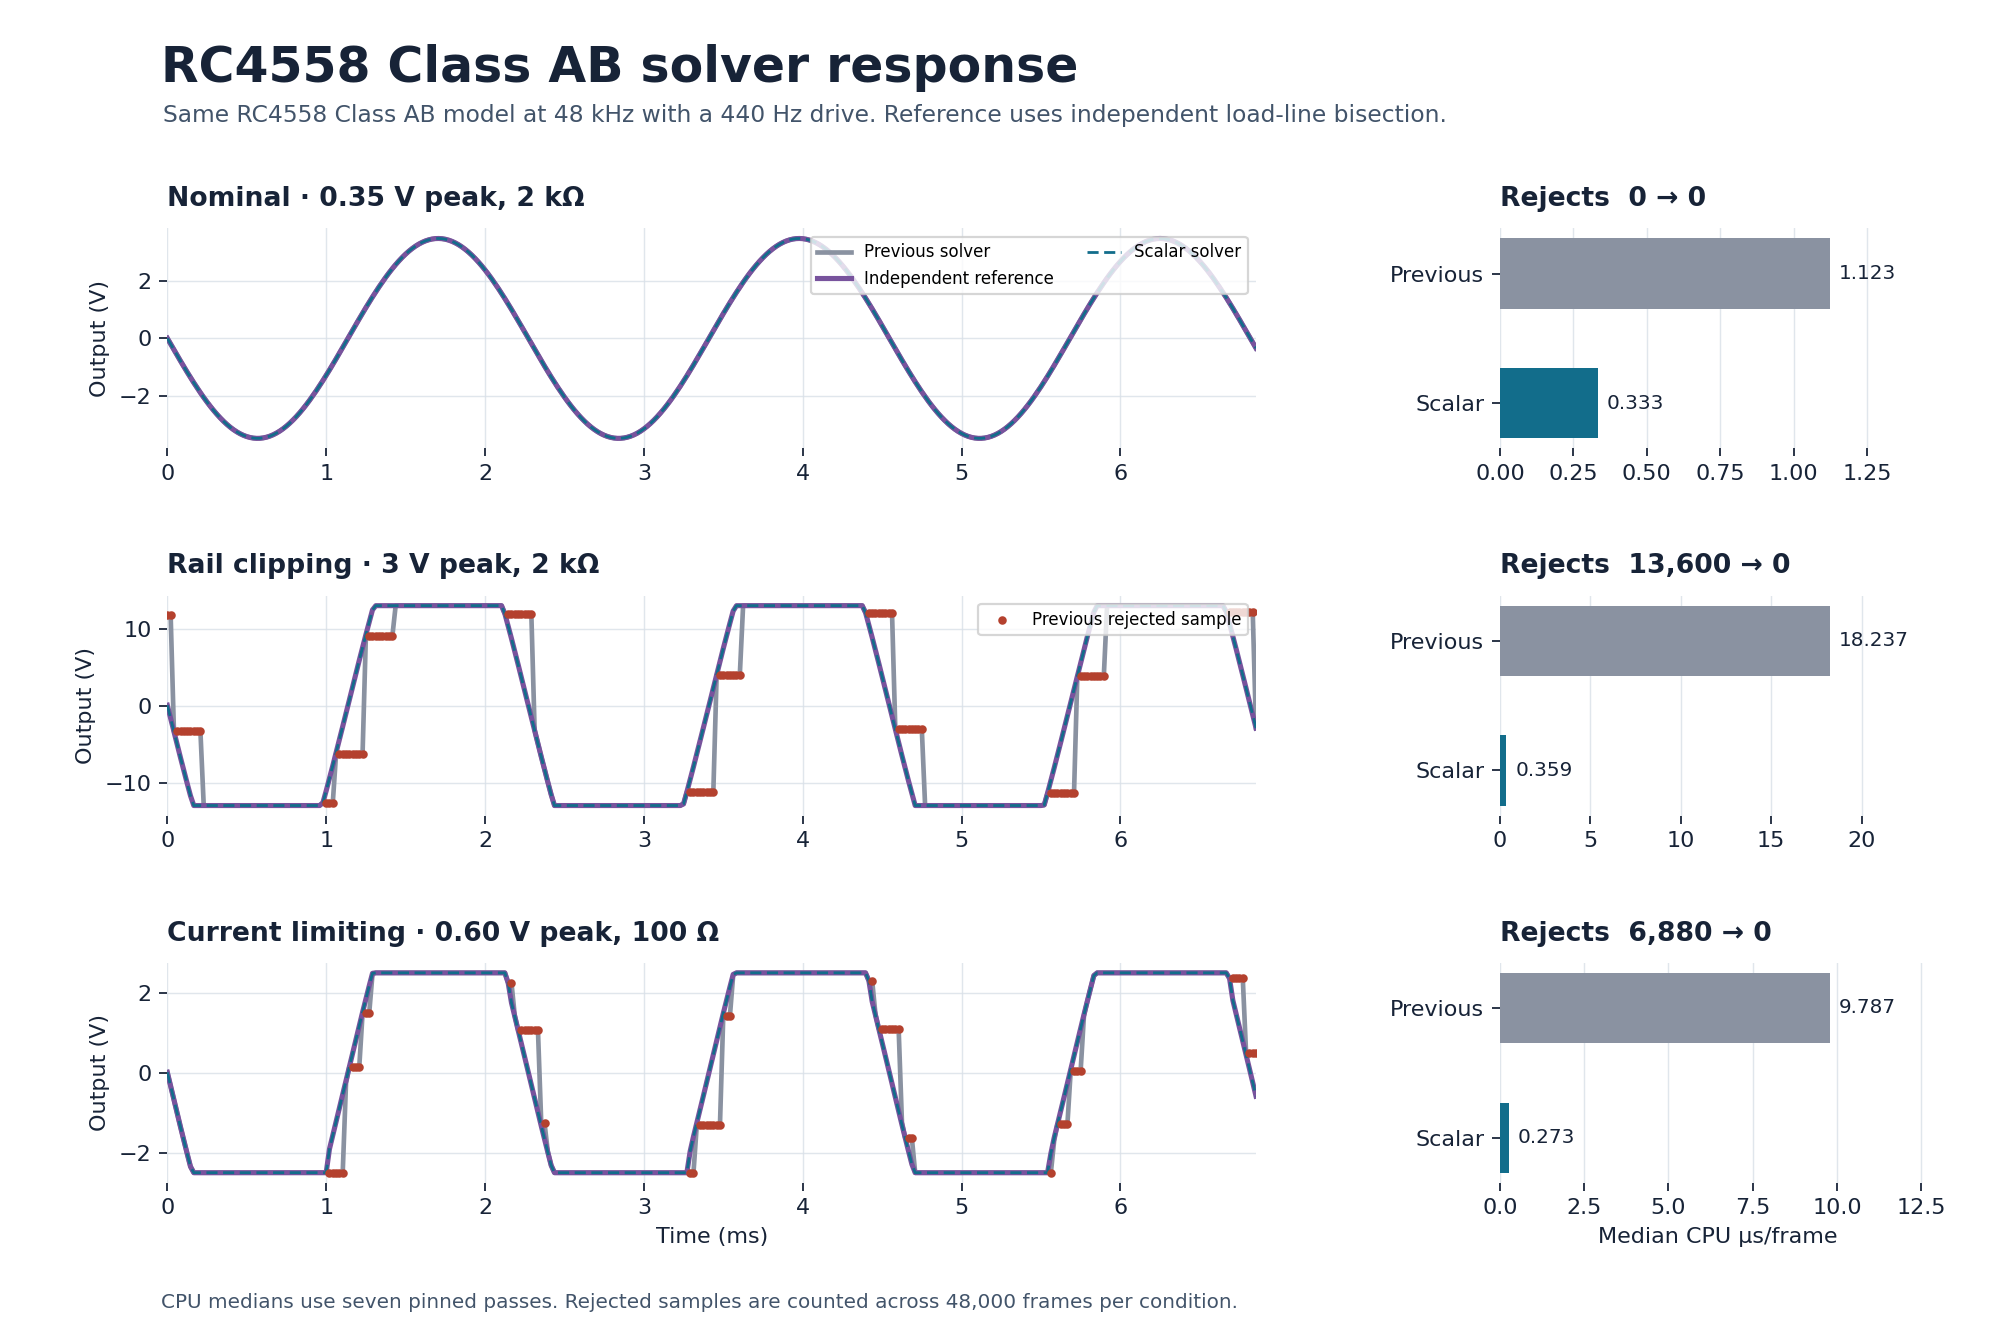 RC4558 Class AB solver response
Same RC4558 Class AB model at 48 kHz with a 440 Hz drive. Reference uses independent load-line bisection.
Nominal · 0.35 V peak, 2 kΩ
Output (V)
2
0
−2
Previous solver
Independent reference
Scalar solver
0 1 2 3 4 5 6
Rejects 0 → 0
Previous
1.123
Scalar
0.333
0.00 0.25 0.50 0.75 1.00 1.25
Rail clipping · 3 V peak, 2 kΩ
Output (V)
10
0
−10
Previous rejected sample
0 1 2 3 4 5 6
Rejects 13,600 → 0
Previous
18.237
Scalar
0.359
0 5 10 15 20
Current limiting · 0.60 V peak, 100 Ω
Output (V)
2
0
−2
0 1 2 3 4 5 6
Time (ms)
Rejects 6,880 → 0
Previous
9.787
Scalar
0.273
0.0 2.5 5.0 7.5 10.0 12.5
Median CPU µs/frame
CPU medians use seven pinned passes. Rejected samples are counted across 48,000 frames per condition.